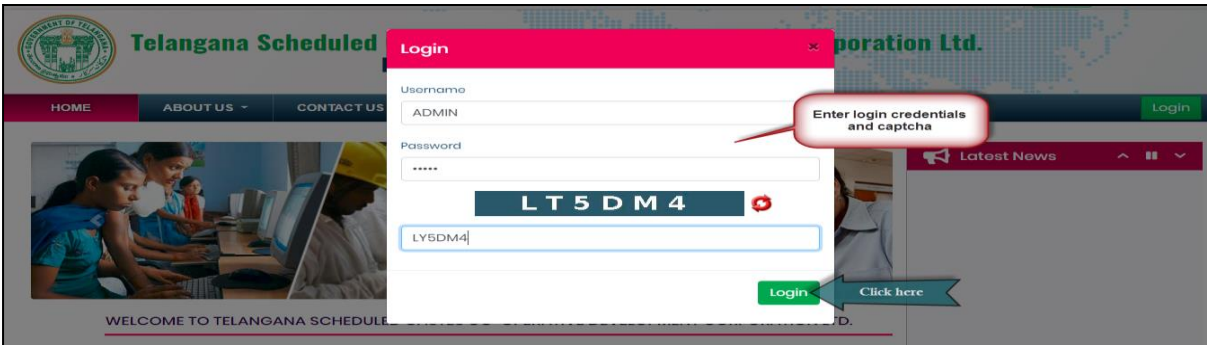 Telangana Scheduled
poration Ltd.
HOME
ABOUT US
CONTACT US
Login
Login
×
Username
ADMIN
Password
•••••
LT5DM4
LY5DM4
Login
Enter login credentials
and captcha
Click here
Latest News
WELCOME TO TELANGANA SCHEDULED